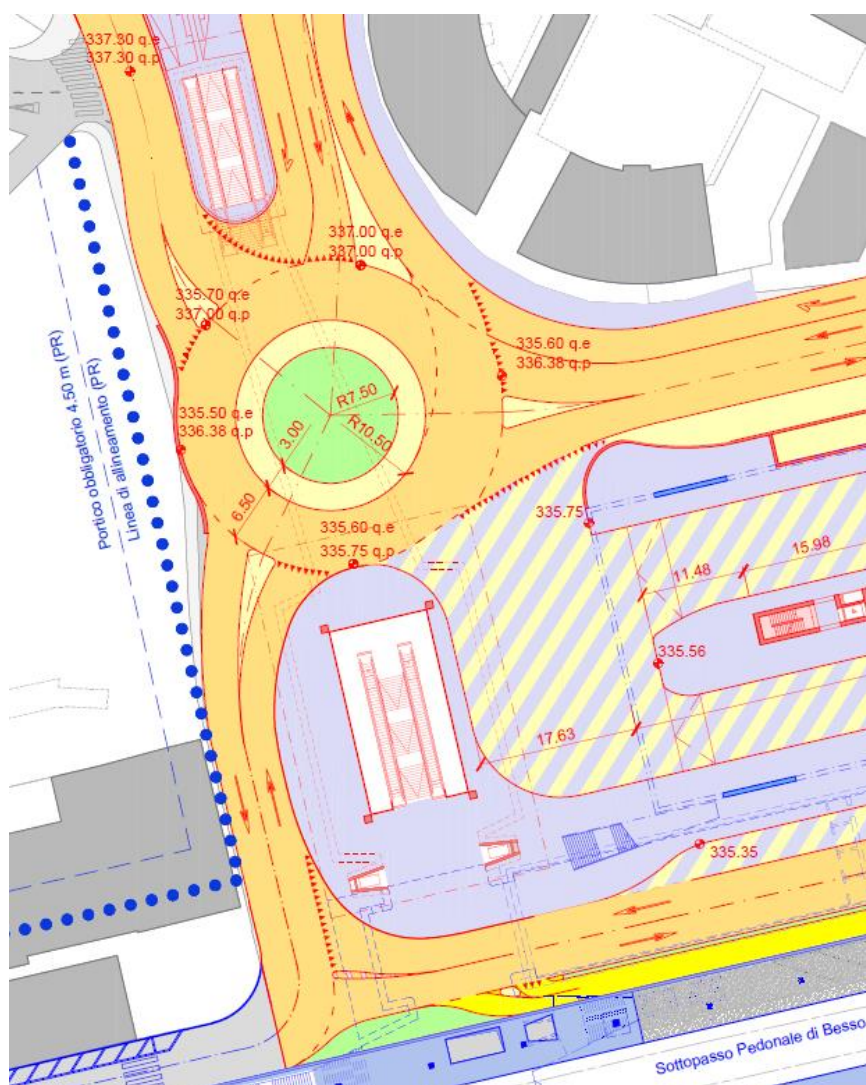 337.30 q.e
337.30 q.p
337.00 q.e
337.00 q.p
335.70 q.e
337.00 q.p
335.60 q.e
336.38 q.p
R7.50
R10.50
3.00
335.50 q.e
336.38 q.p
6.50
335.60 q.e
335.75 q.p
335.75
11.48
15.98
335.56
17.63
335.35
Portico obbligatorio 4,50 m (PR)
Linea di allineamento (PR)
Sottopasso Pedonale di Besso